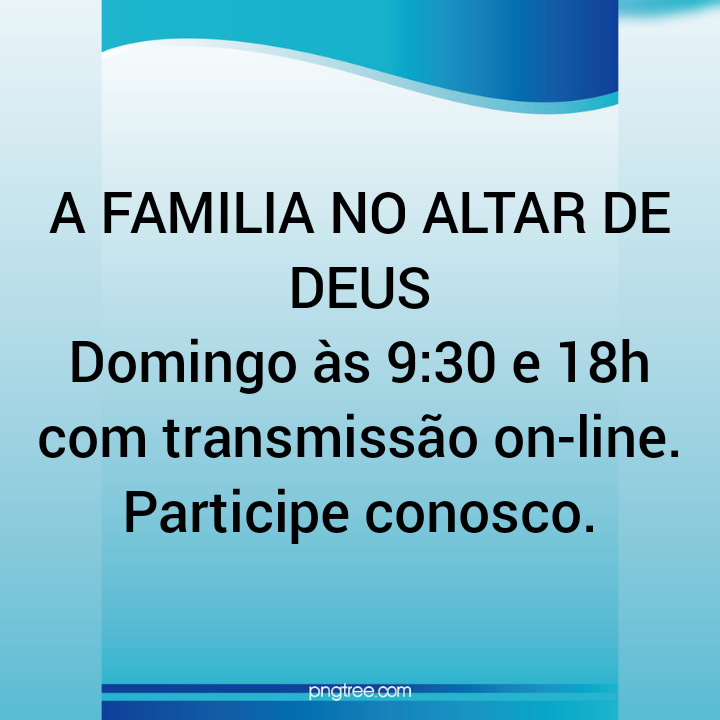 A FAMILIA NO ALTAR DE
DEUS
Domingo às 9:30 e 18h
com transmissão on-line.
Participe conosco.
pngtree.com